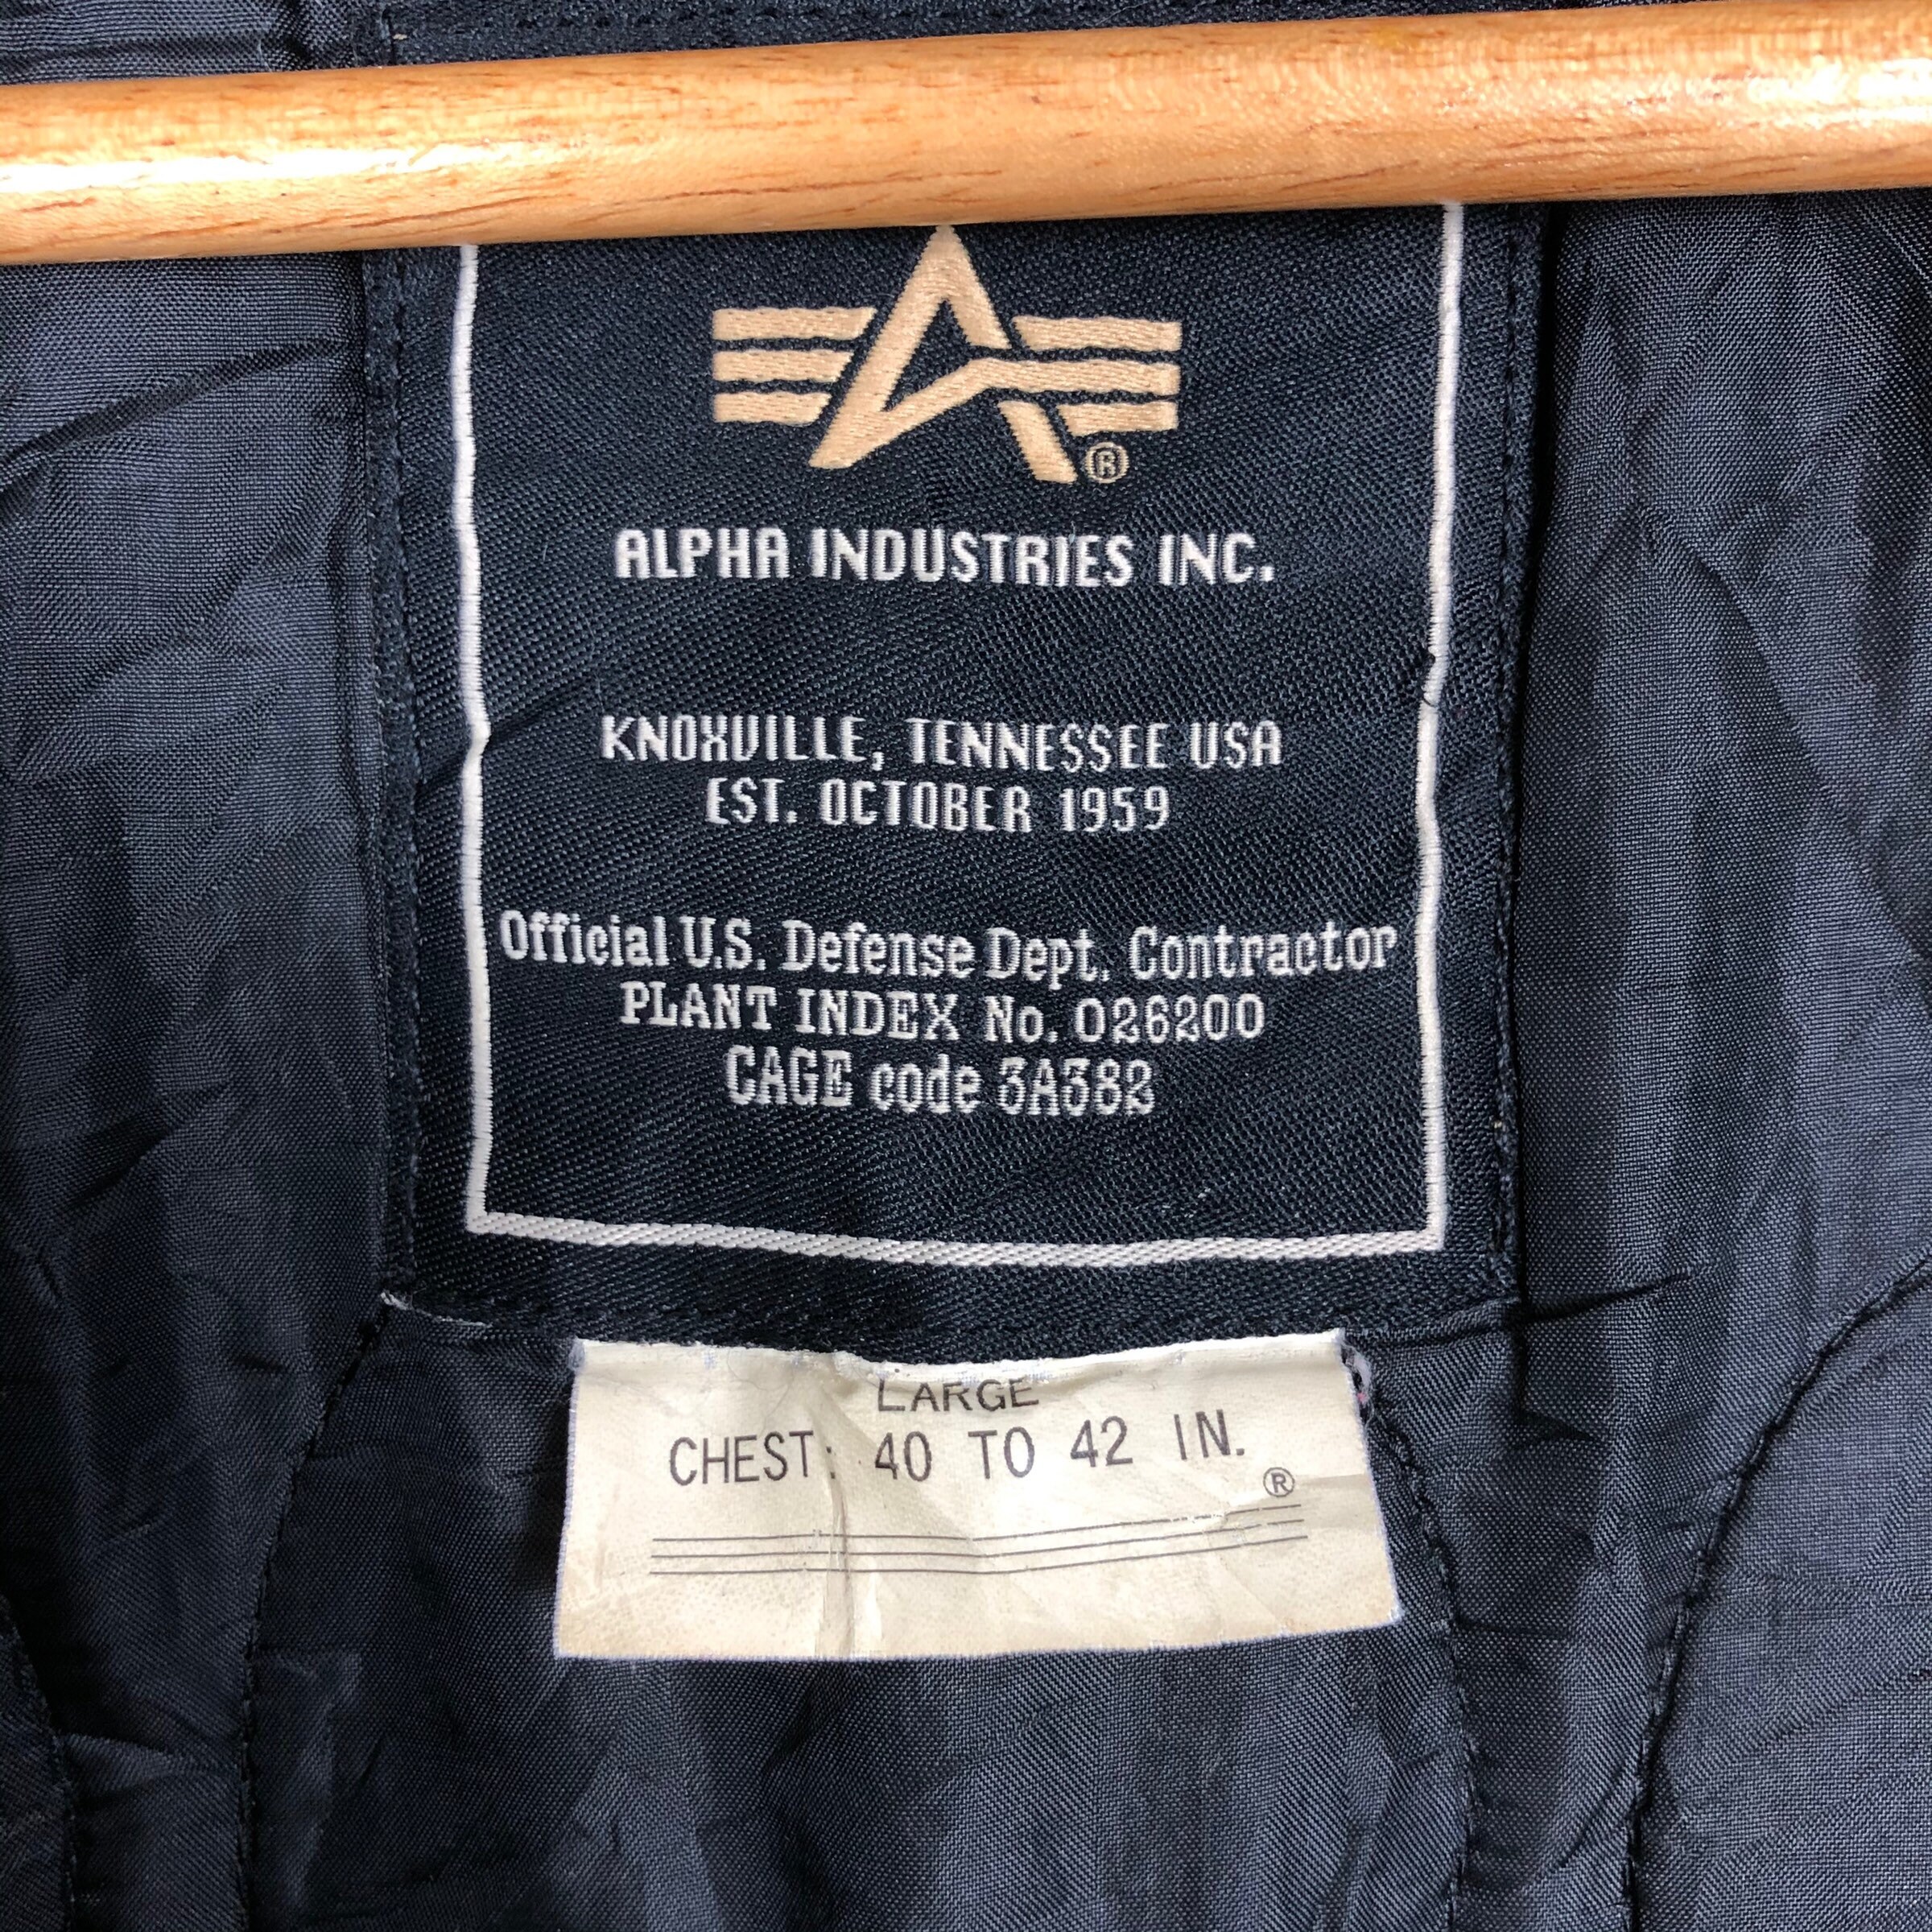 ®
ALPHA INDUSTRIES INC.
KNOXVILLE, TENNESSEE USA
EST. OCTOBER 1959
Official U.S. Defense Dept. Contractor
PLANT INDEX No. 026200
CAGE code 3A382
LARGE
CHEST: 40 TO 42 IN.
®